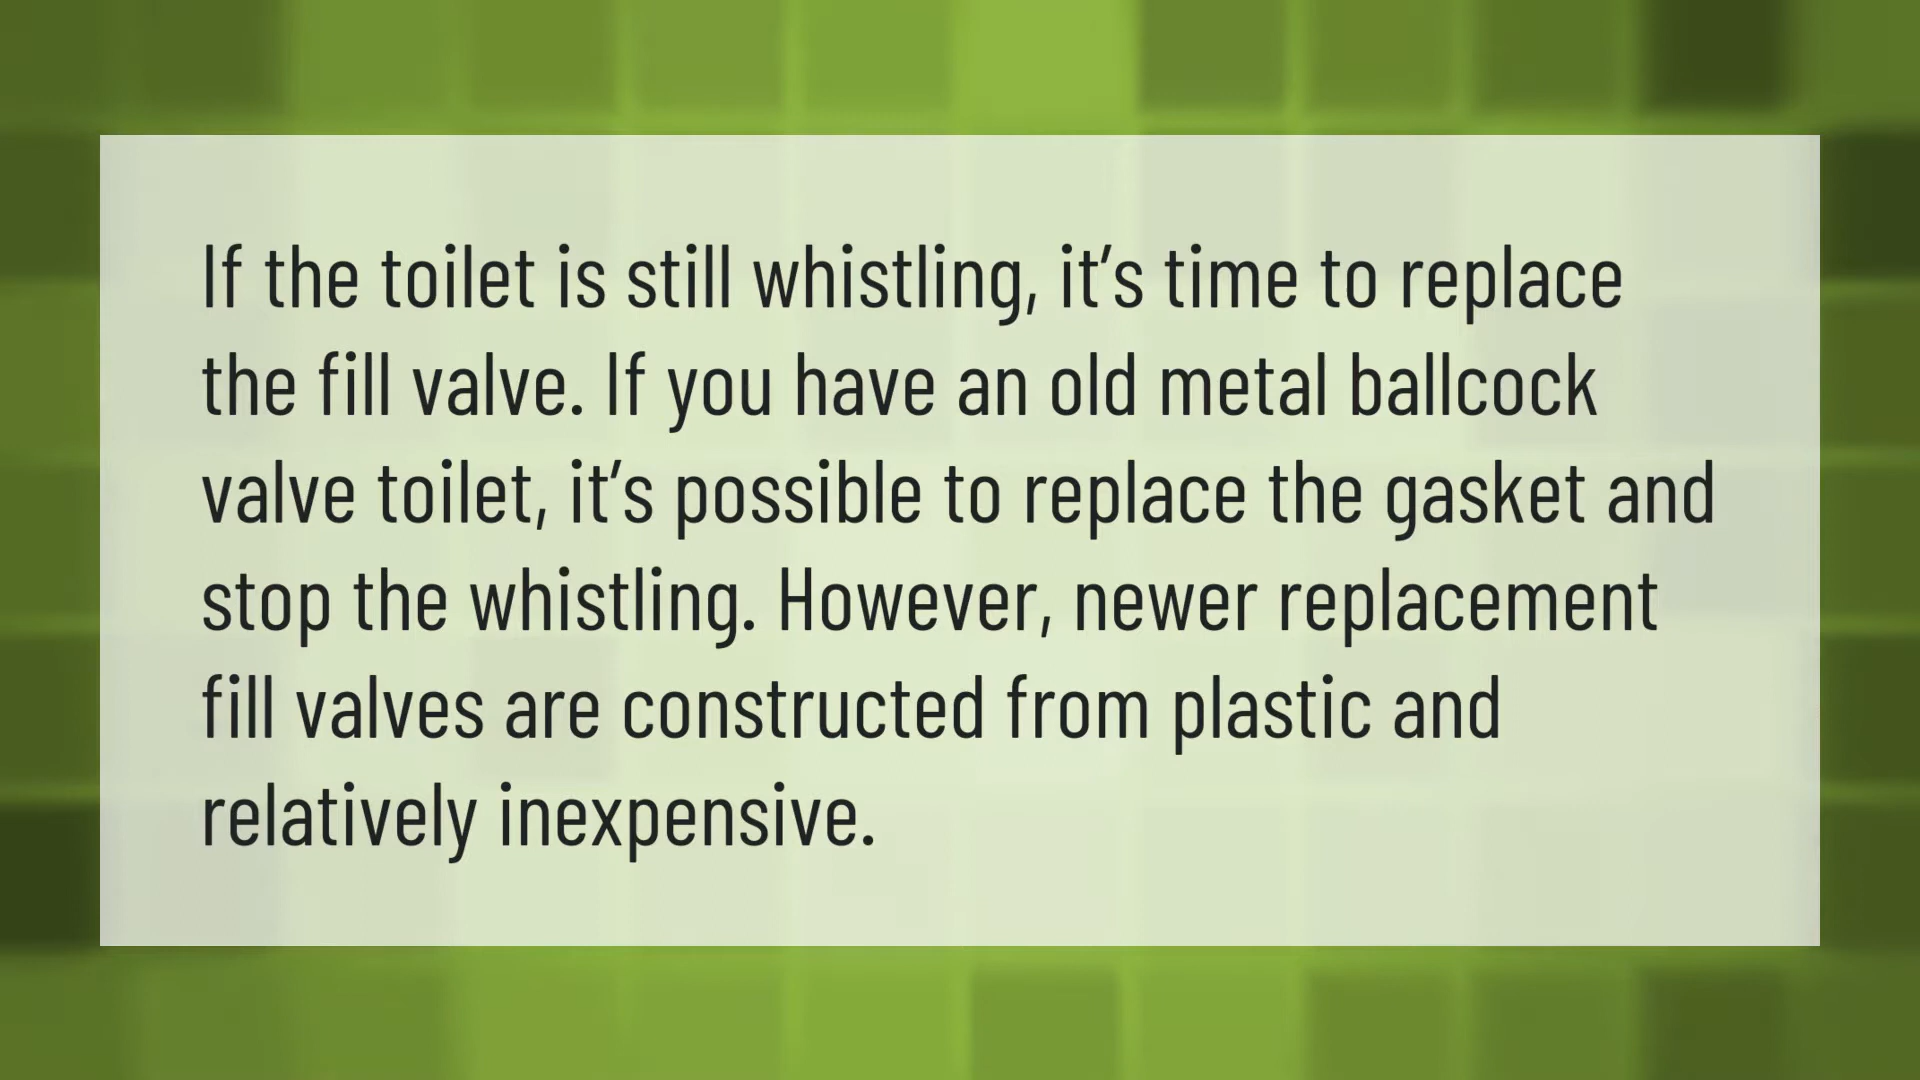 If the toilet is still whistling, it’s time to replace
the fill valve. If you have an old metal ballcock
valve toilet, it’s possible to replace the gasket and
stop the whistling. However, newer replacement
fill valves are constructed from plastic and
relatively inexpensive.